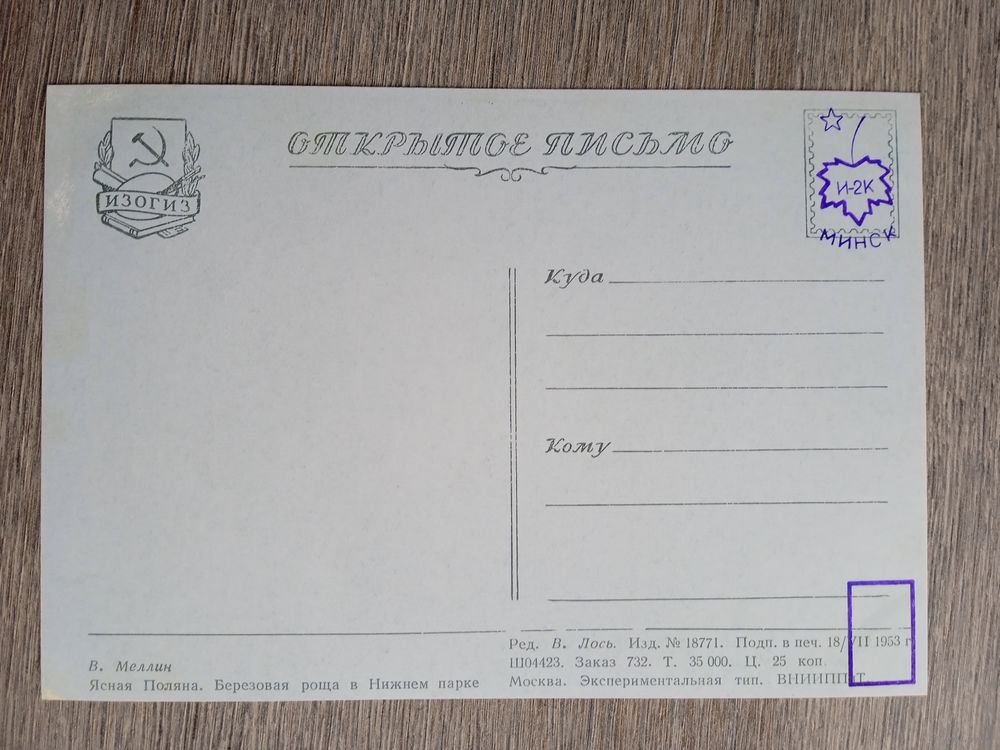 ОТКРЫТОЕ ПИСЬМО
ИЗОГИЗ
И-2К
МИНСК
Куда
Кому
В. Меллин
Ясная Поляна. Березовая роща в Нижнем парке
Ред. В. Лось. Изд. № 18771. Подп. в печ. 18/VII 1953 г.
Ш04423. Заказ 732. Т. 35 000. Ц. 25 коп.
Москва. Экспериментальная тип. ВНИИППиТ.